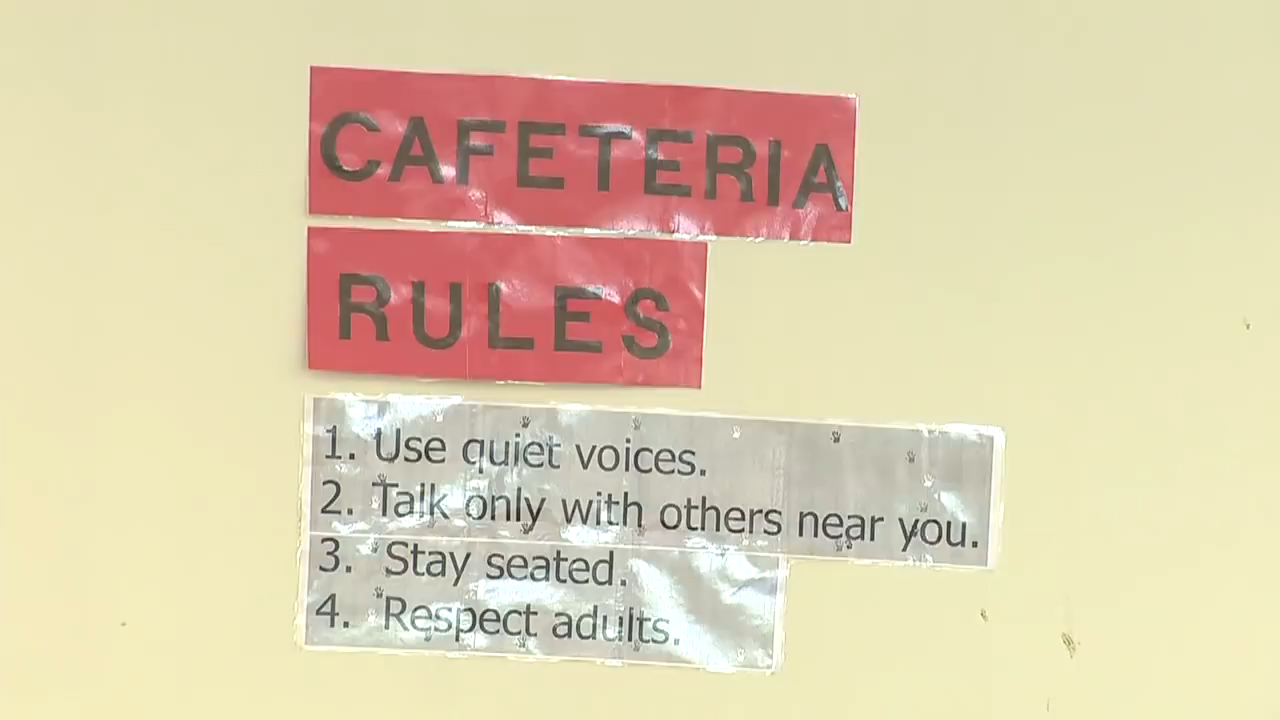 CAFETERIA
RULES
1. Use quiet voices.
2. Talk only with others near you.
3. Stay seated.
4. Respect adults.